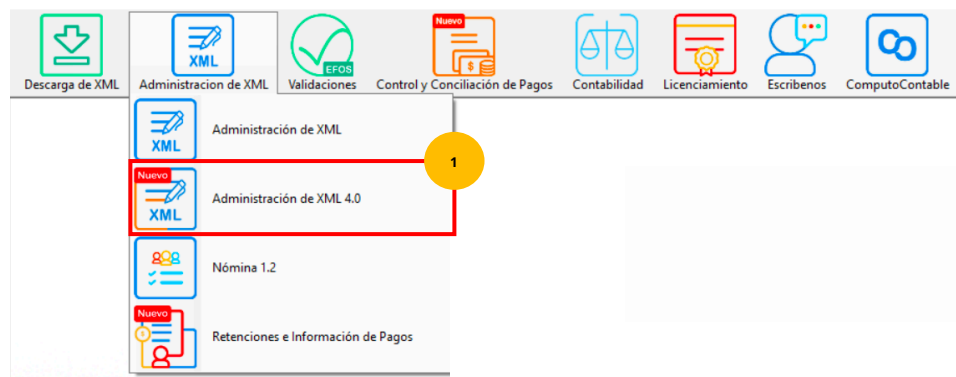 Nuevo
XML
EFOS
$
Descarga de XML
Administracion de XML
Validaciones
Control y Conciliación de Pagos
Contabilidad
Licenciamiento
Escribenos
ComputoContable
XML
Administración de XML
1
Nuevo
XML
Administración de XML 4.0
Nómina 1.2
Nuevo
$
Retenciones e Información de Pagos